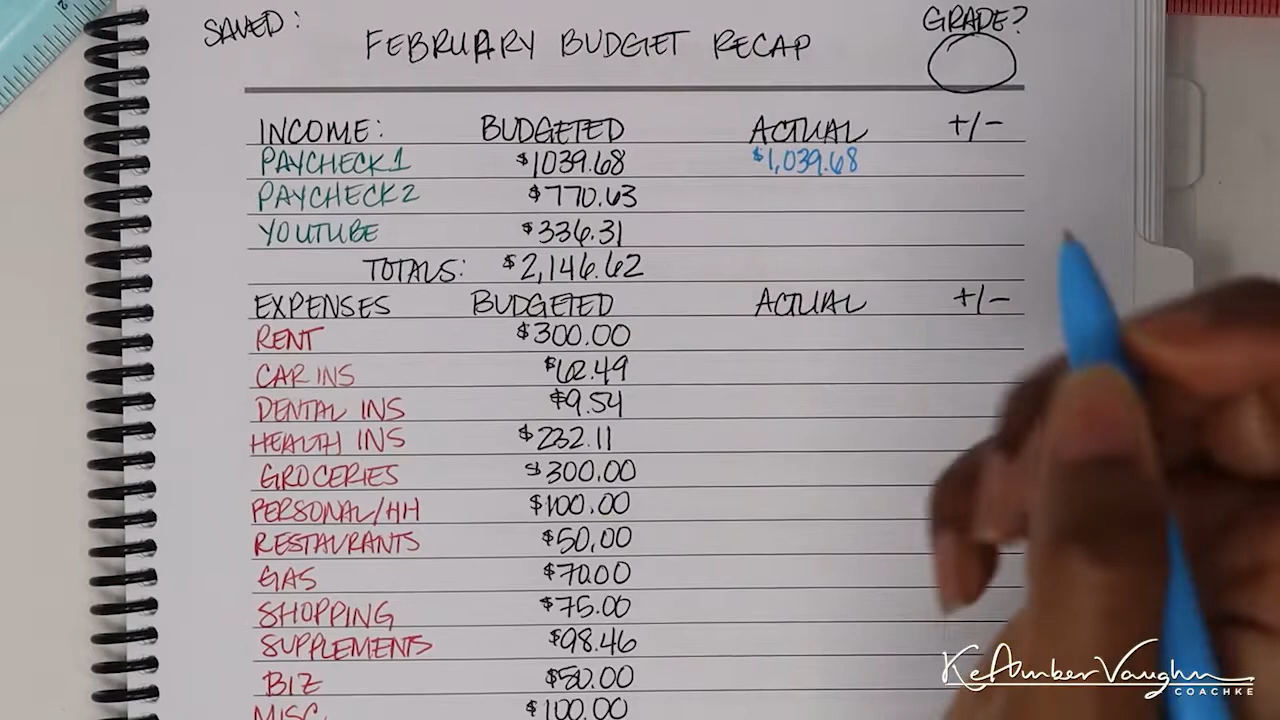 SAVED:
GRADE?
FEBRUARY BUDGET RECAP
INCOME: BUDGETED ACTUAL +/-
PAYCHECK 1 $1039.68 $1,039.68
PAYCHECK 2 $770.63
YOUTUBE $336.31
TOTALS: $2,146.62
EXPENSES BUDGETED ACTUAL +/-
RENT $300.00
CAR INS $62.49
DENTAL INS $9.54
HEALTH INS $232.11
GROCERIES $300.00
PERSONAL/HH $100.00
RESTAURANTS $50.00
GAS $70.00
SHOPPING $75.00
SUPPLEMENTS $98.46
BIZ $50.00
MISC $100.00
KeAmber Vaughn
COACHKE